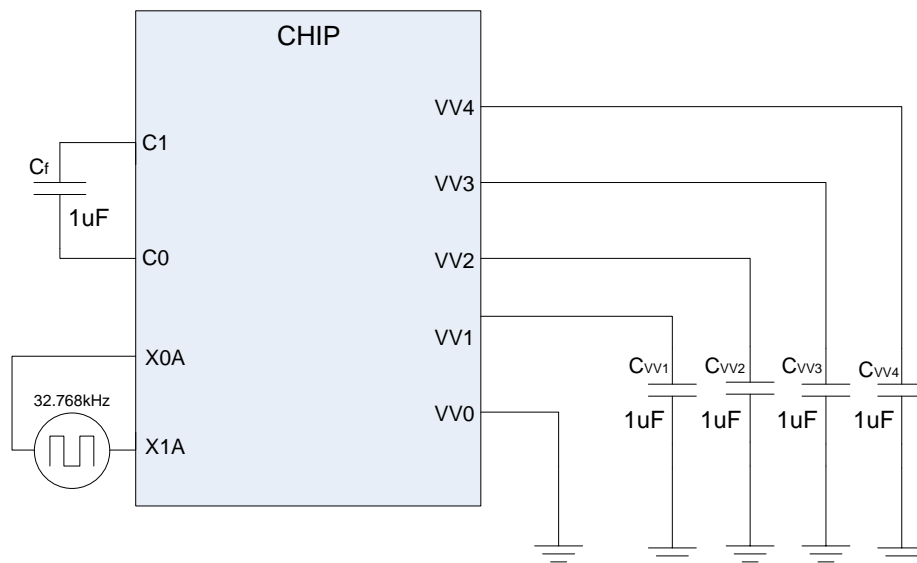 CHIP
C1
Cf
1uF
C0
X0A
32.768kHz
X1A
VV4
VV3
VV2
VV1
VV0
CVV1
1uF
CVV2
1uF
CVV3
1uF
CVV4
1uF